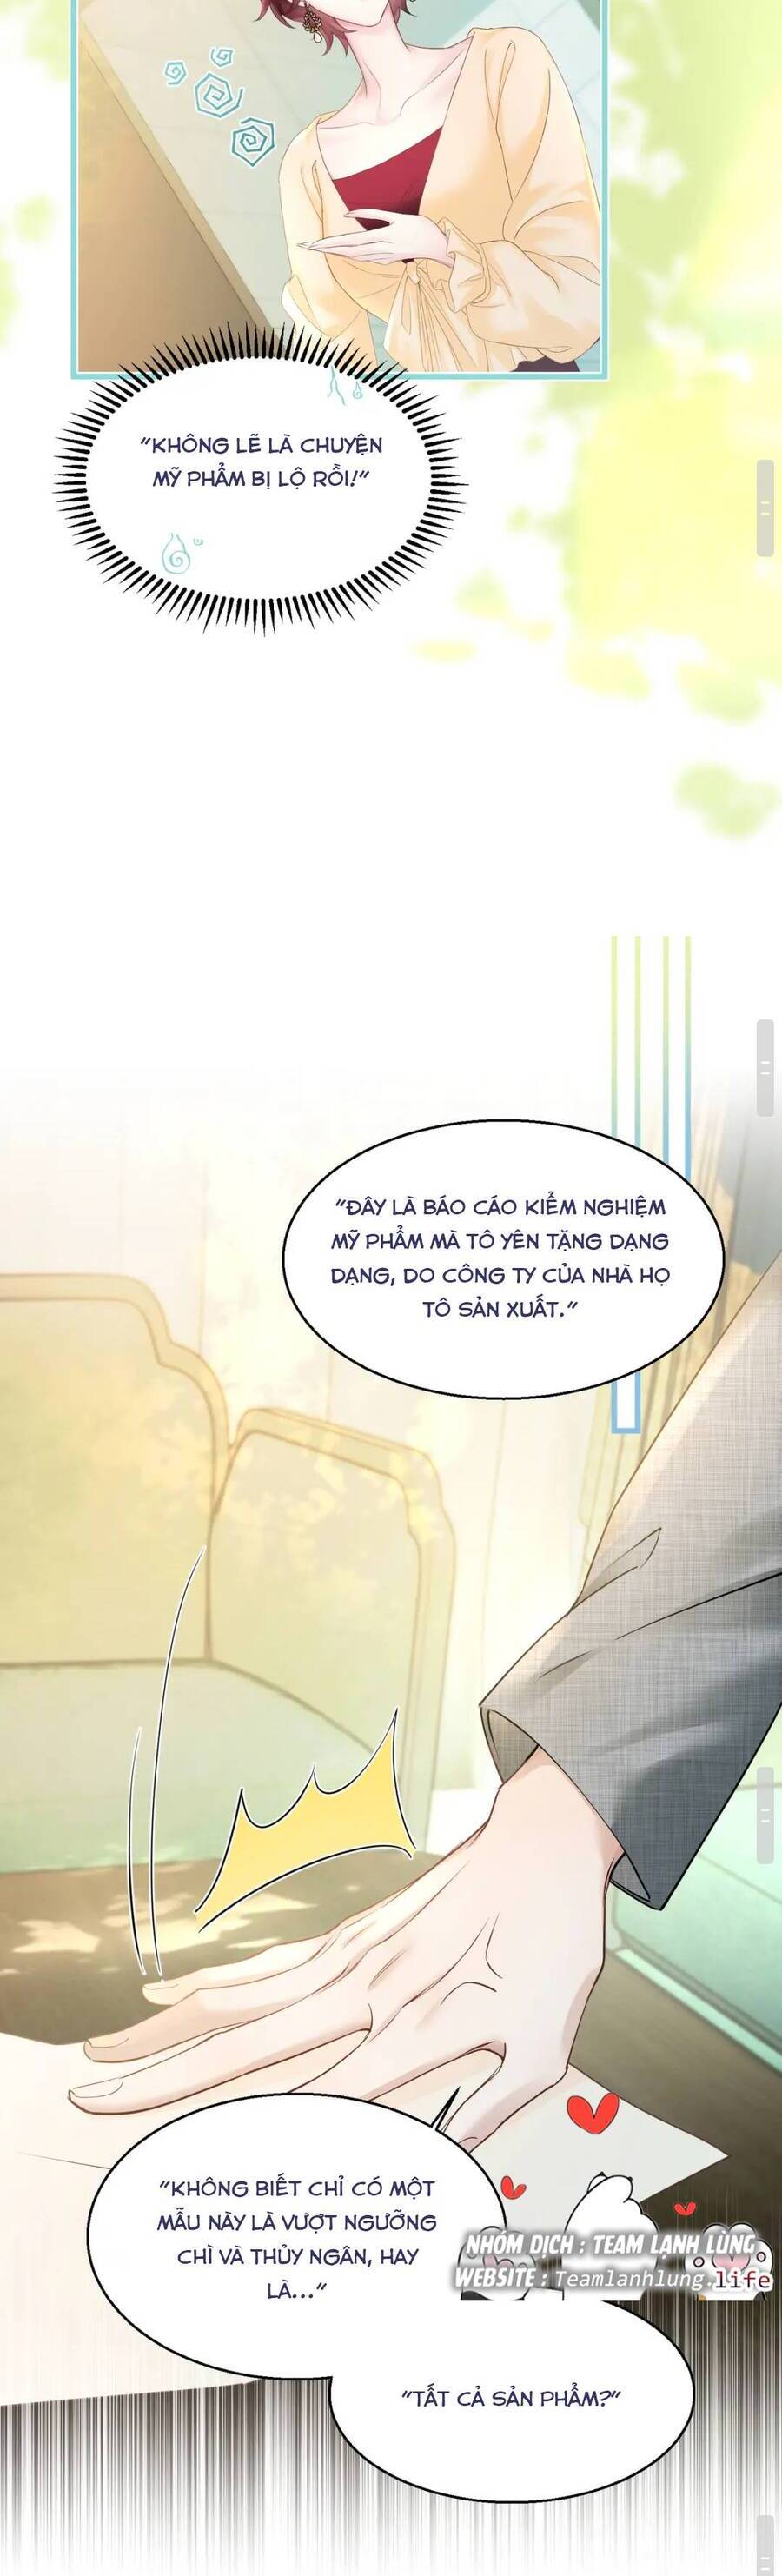 "KHÔNG LẼ LÀ CHUYỆN
MỸ PHẨM BỊ LỘ RỒI!"
"ĐÂY LÀ BÁO CÁO KIỂM NGHIỆM
MỸ PHẨM MÀ TÔ YÊN TẶNG DẠNG
DẠNG, DO CÔNG TY CỦA NHÀ HỌ
TÔ SẢN XUẤT."
"KHÔNG BIẾT CHỈ CÓ MỘT
MẪU NÀY LÀ VƯỢT NGƯỠNG
CHÌ VÀ THỦY NGÂN, HAY
LÀ..."
NHÓM DỊCH : TEAM LẠNH LÙNG
WEBSITE : Teamlanhlung.life
"TẤT CẢ SẢN PHẨM?"